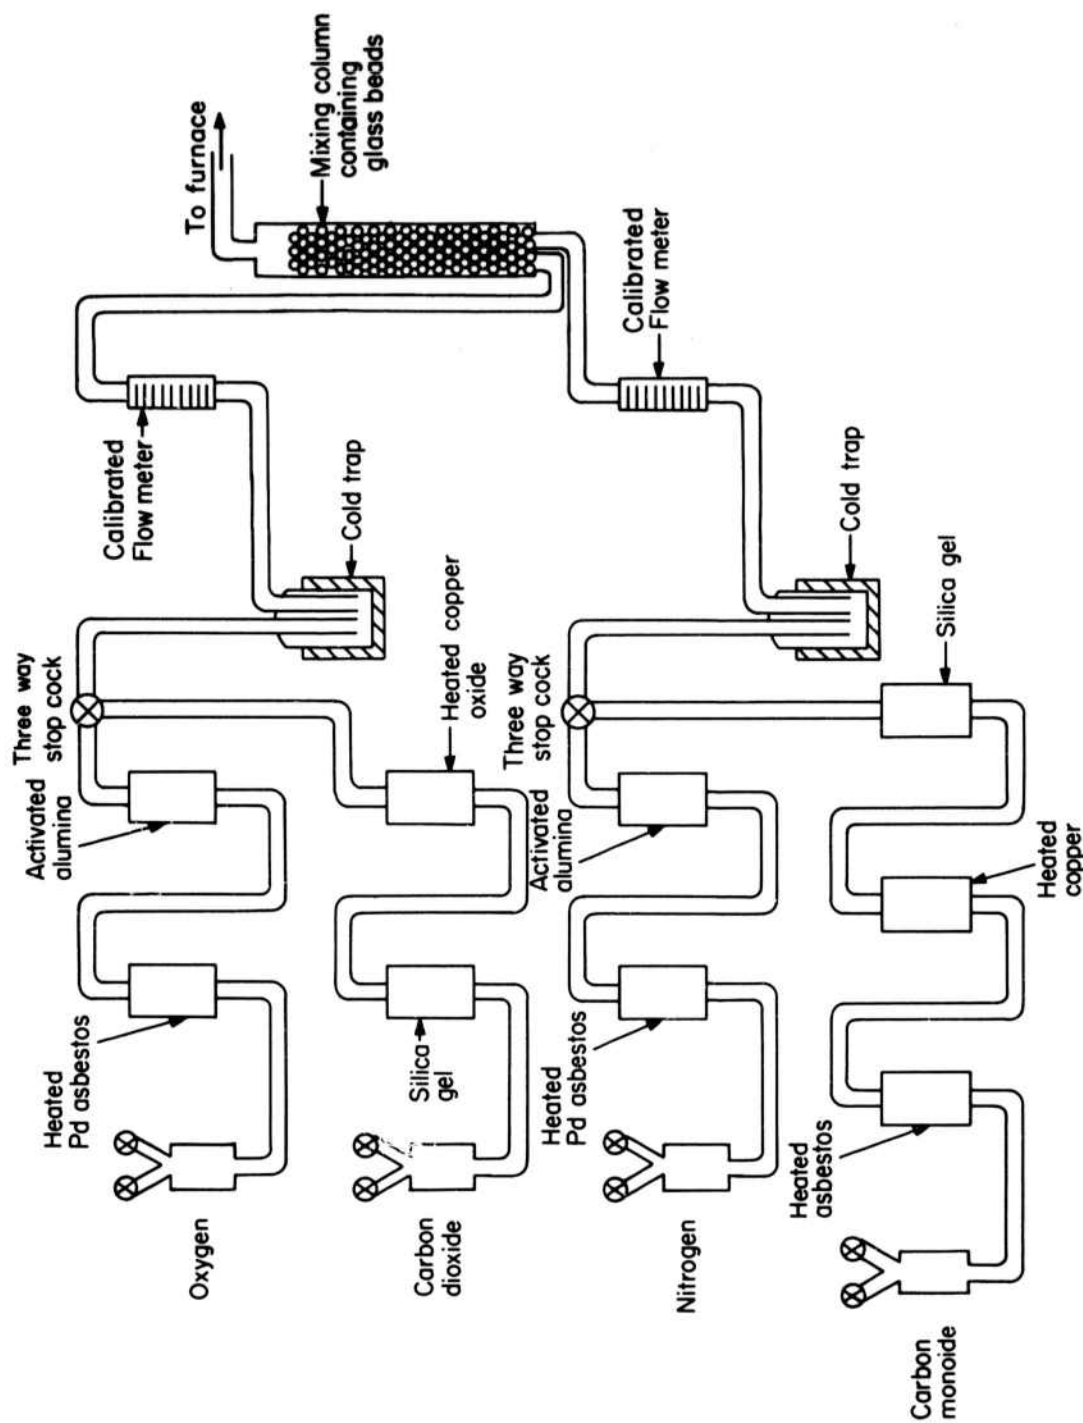 To furnace
Mixing column
containing
glass beads
Calibrated
Flow meter
Cold trap
Three way
stop cock
Activated
alumina
Heated
Pd asbestos
Oxygen
Heated copper
oxide
Silica
gel
Carbon
dioxide
Calibrated
Flow meter
Cold trap
Three way
stop cock
Activated
alumina
Heated
Pd asbestos
Nitrogen
Silica gel
Heated
copper
Heated
asbestos
Carbon
monoide